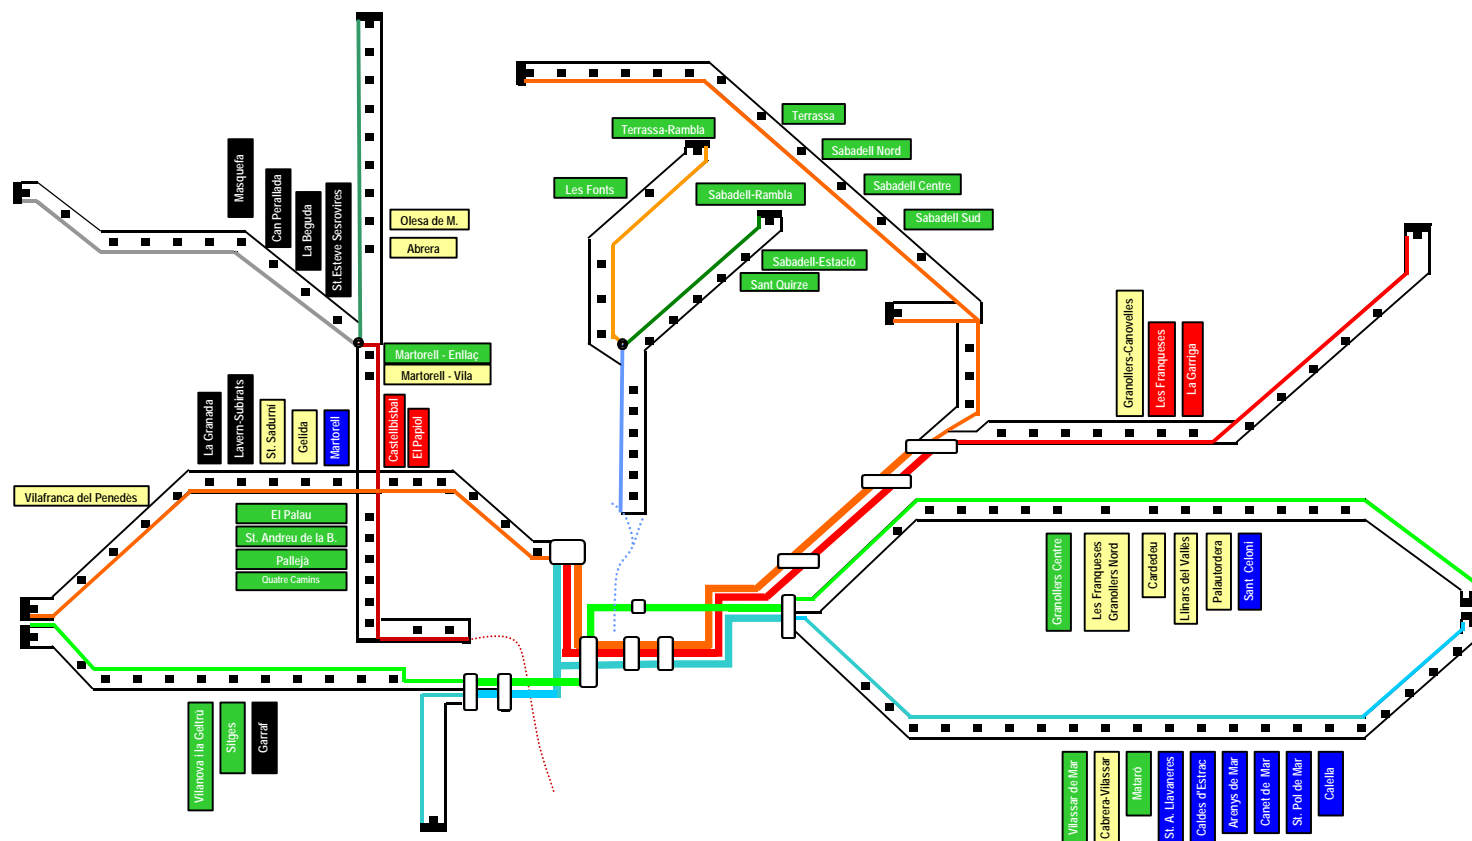 Terrassa
Terrassa-Rambla
Sabadell Nord
Masquefa
Can Perallada
La Beguda
St.Esteve Sesrovires
Les Fonts
Sabadell-Rambla
Sabadell Centre
Olesa de M.
Abrera
Sabadell Sud
Sabadell-Estació
Sant Quirze
Granollers-Canovelles
Les Franqueses
La Garriga
Martorell - Enllaç
Martorell - Vila
La Granada
Lavern-Subirats
St. Sadurní
Gelida
Martorell
Castellbisbal
El Papiol
Vilafranca del Penedès
El Palau
St. Andreu de la B.
Pallejà
Quatre Camins
Granollers Centre
Les Franqueses
Granollers Nord
Cardedeu
Llinars del Vallès
Palautordera
Sant Celoni
Vilanova i la Geltrú
Sitges
Garraf
Vilassar de Mar
Cabrera-Vilassar
Mataró
St. A. Llavaneres
Caldes d'Estrac
Arenys de Mar
Canet de Mar
St. Pol de Mar
Calella